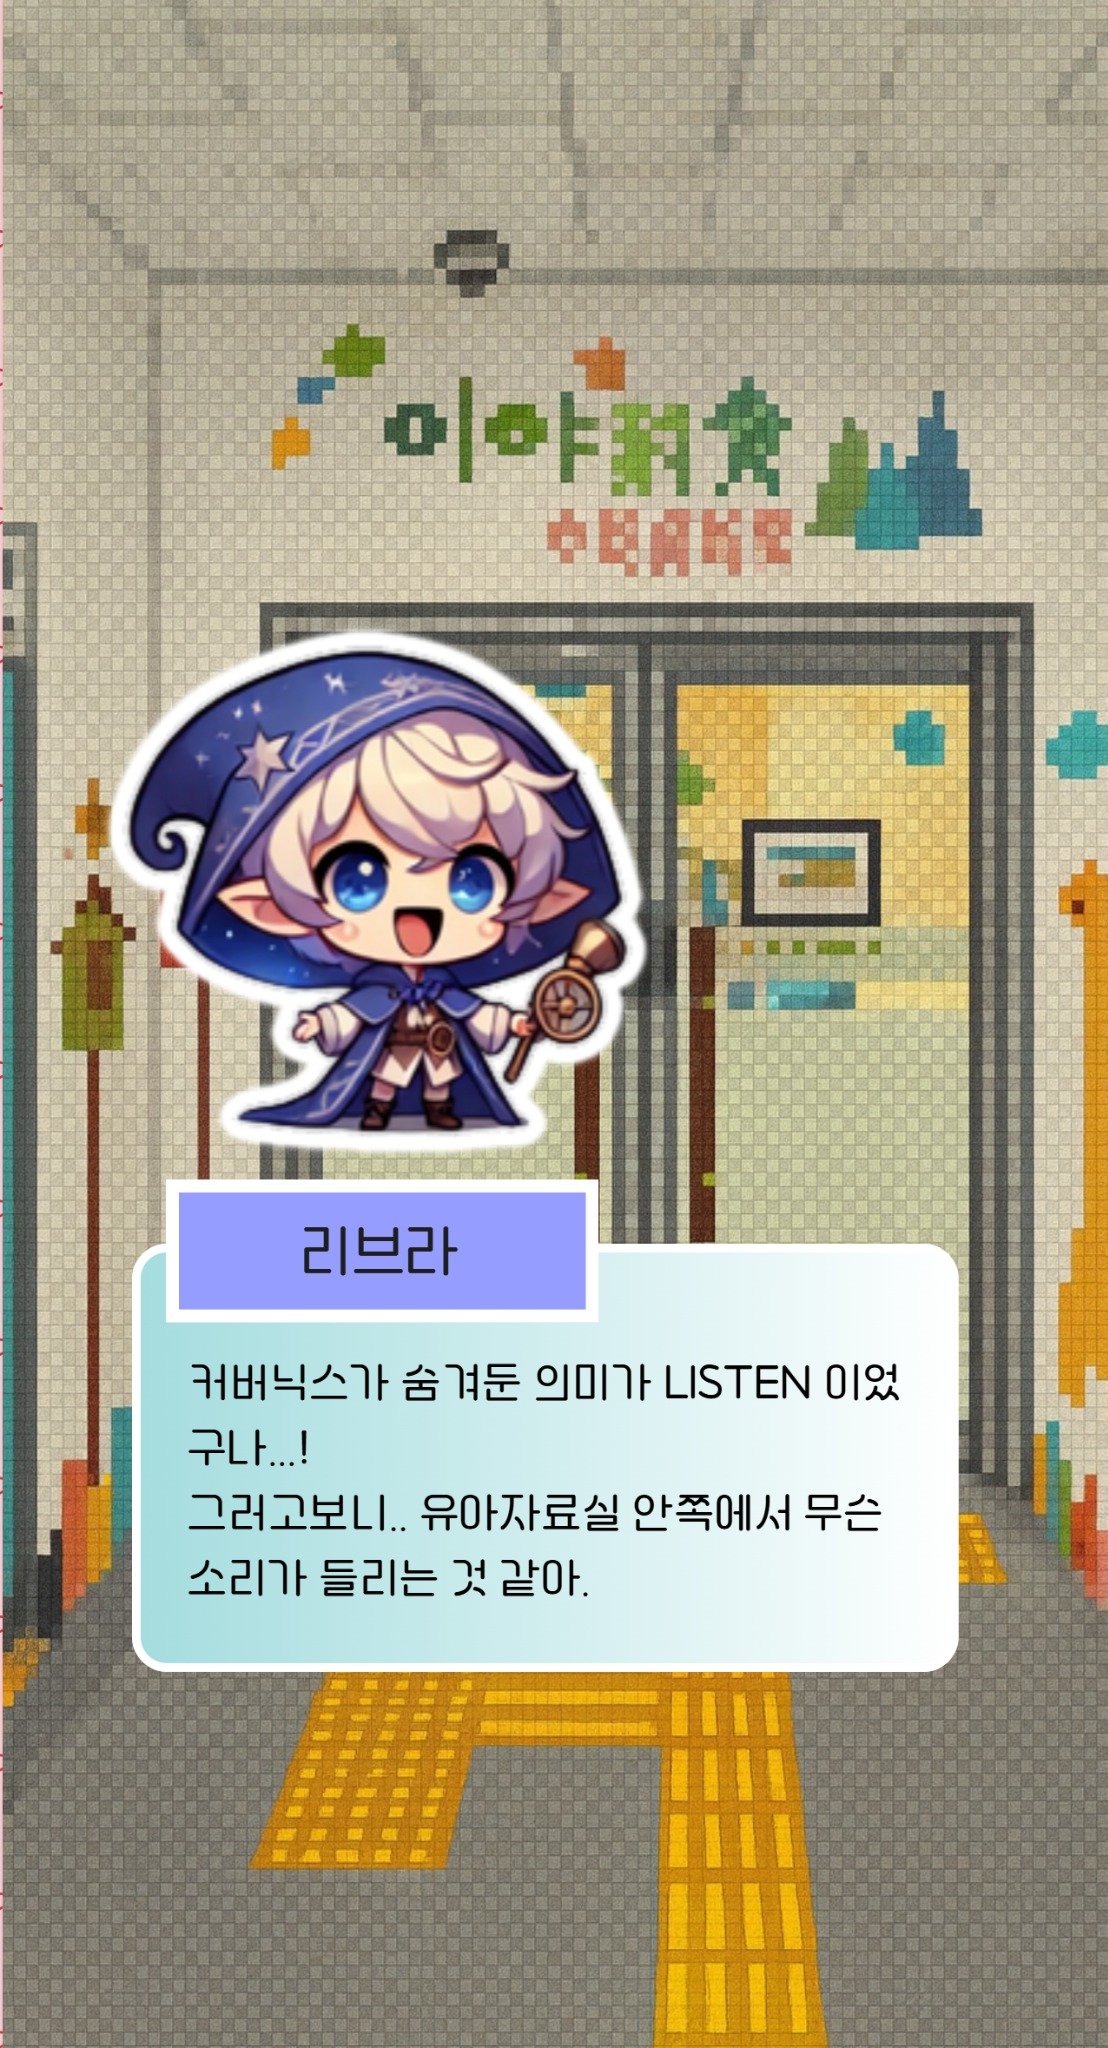 리브라
커버닉스가 숨겨둔 의미가 LISTEN 이었
구나...!
그러고보니.. 유아자료실 안쪽에서 무슨
소리가 들리는 것 같아.